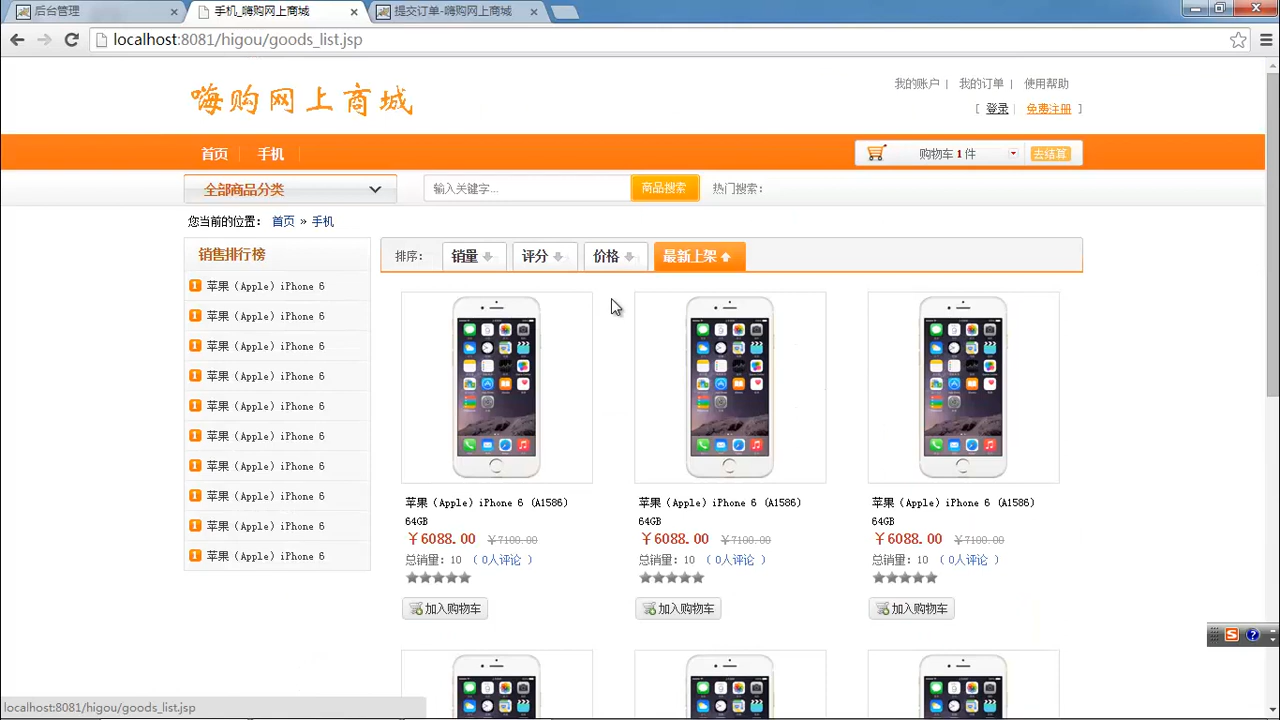 后台管理
手机_嗨购网上商城
提交订单-嗨购网上商城
localhost:8081/higou/goods_list.jsp
我的账户 | 我的订单 | 使用帮助
嗨购网上商城
[ 登录 | 免费注册 ]
首页 手机
购物车 1 件 去结算
全部商品分类
输入关键字... 商品搜索 热门搜索：
您当前的位置： 首页 » 手机
销售排行榜
排序： 销量 评分 价格 最新上架
1 苹果（Apple）iPhone 6
1 苹果（Apple）iPhone 6
1 苹果（Apple）iPhone 6
1 苹果（Apple）iPhone 6
1 苹果（Apple）iPhone 6
1 苹果（Apple）iPhone 6
1 苹果（Apple）iPhone 6
1 苹果（Apple）iPhone 6
1 苹果（Apple）iPhone 6
1 苹果（Apple）iPhone 6
苹果（Apple）iPhone 6 (A1586)
64GB
￥6088.00 ￥7100.00
总销量：10 （ 0人评论 ）
加入购物车
苹果（Apple）iPhone 6 (A1586)
64GB
￥6088.00 ￥7100.00
总销量：10 （ 0人评论 ）
加入购物车
苹果（Apple）iPhone 6 (A1586)
64GB
￥6088.00 ￥7100.00
总销量：10 （ 0人评论 ）
加入购物车
localhost:8081/higou/goods_list.jsp